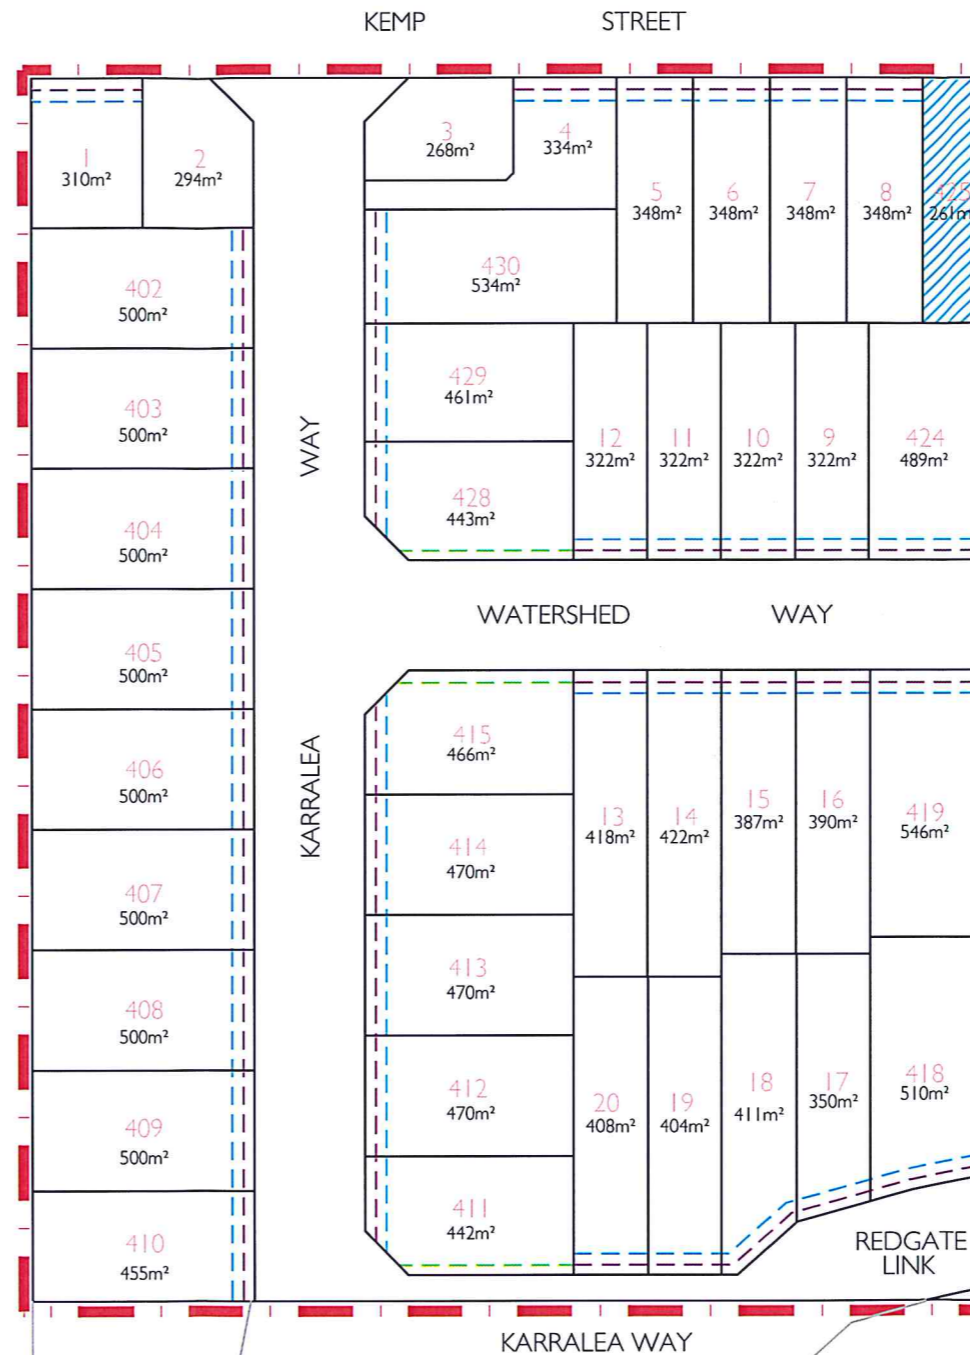 KEMP STREET
1
310m²
2
294m²
3
268m²
4
334m²
5
348m²
6
348m²
7
348m²
8
348m²
425
261m²
402
500m²
430
534m²
403
500m²
429
461m²
WAY
12
322m²
11
322m²
10
322m²
9
322m²
424
489m²
404
500m²
428
443m²
WATERSHED WAY
405
500m²
406
500m²
KARRALEA
415
466m²
13
418m²
14
422m²
15
387m²
16
390m²
419
546m²
407
500m²
414
470m²
408
500m²
413
470m²
409
500m²
412
470m²
20
408m²
19
404m²
18
411m²
17
350m²
418
510m²
410
455m²
411
442m²
REDGATE
LINK
KARRALEA WAY